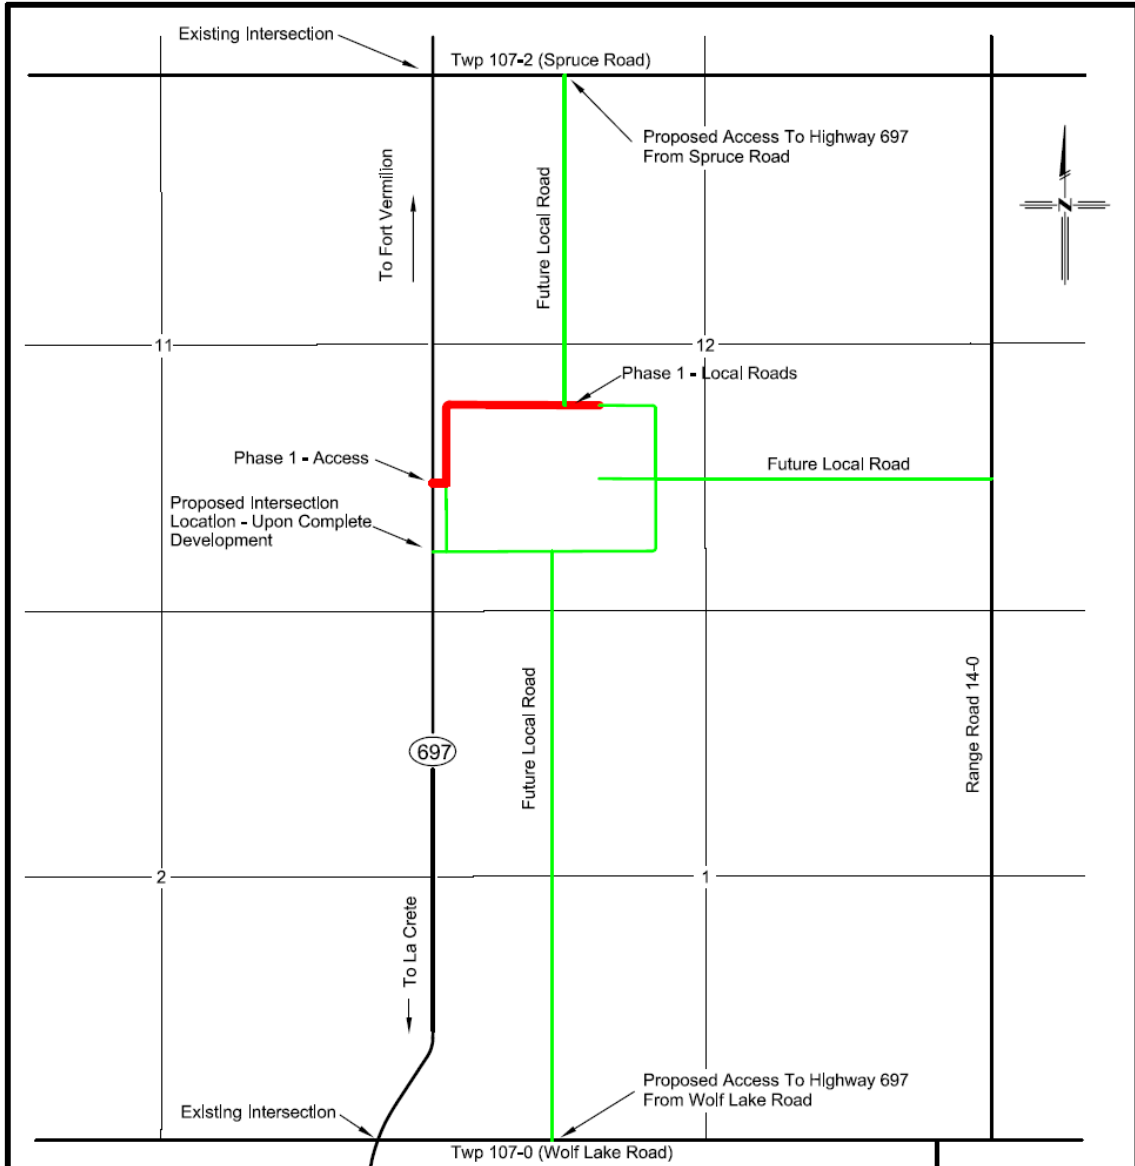 Existing Intersection
Twp 107-2 (Spruce Road)
Proposed Access To Highway 697
From Spruce Road
To Fort Vermilion
Future Local Road
N
11
12
Phase 1 - Local Roads
Phase 1 - Access
Future Local Road
Proposed Intersection
Location - Upon Complete
Development
Future Local Road
Range Road 14-0
697
2
1
To La Crete
Proposed Access To Highway 697
From Wolf Lake Road
Existing Intersection
Twp 107-0 (Wolf Lake Road)